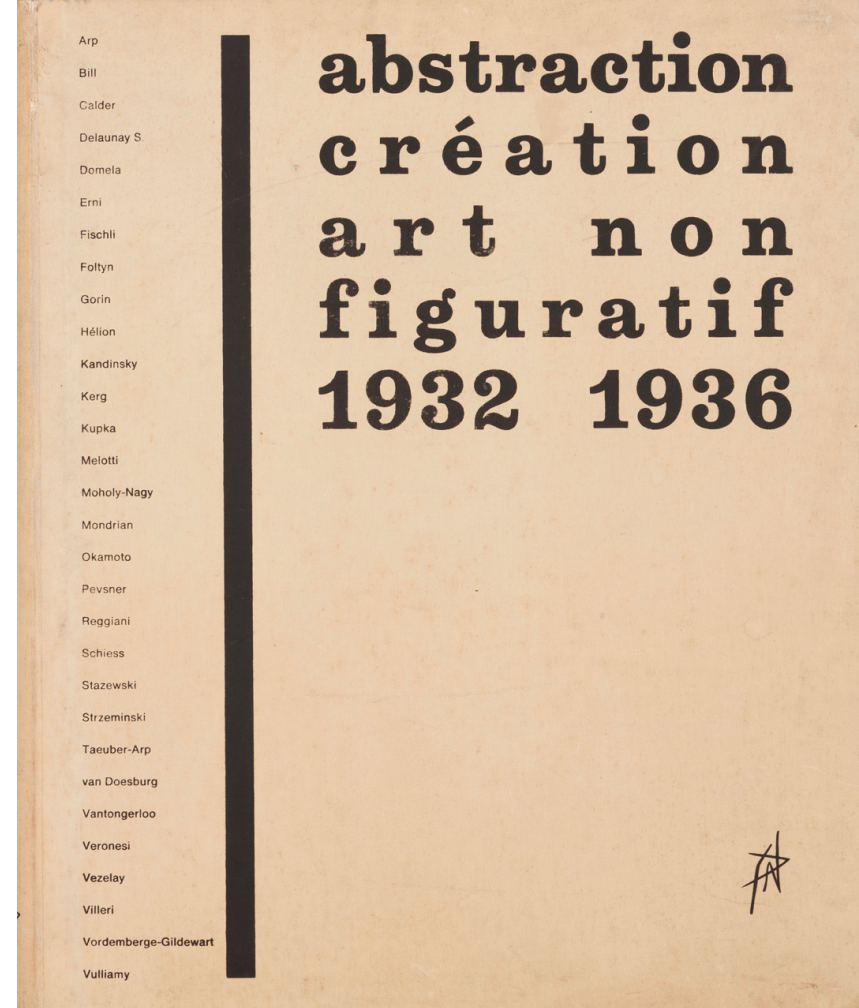 Arp
Bill
Calder
Delaunay S.
Domela
Erni
Fischli
Foltyn
Gorin
Hélion
Kandinsky
Kerg
Kupka
Melotti
Moholy-Nagy
Mondrian
Okamoto
Pevsner
Reggiani
Schiess
Stazewski
Strzeminski
Taeuber-Arp
van Doesburg
Vantongerloo
Veronesi
Vezelay
Villeri
Vordemberge-Gildewart
Vulliamy
abstraction
création
art non
figuratif
1932 1936